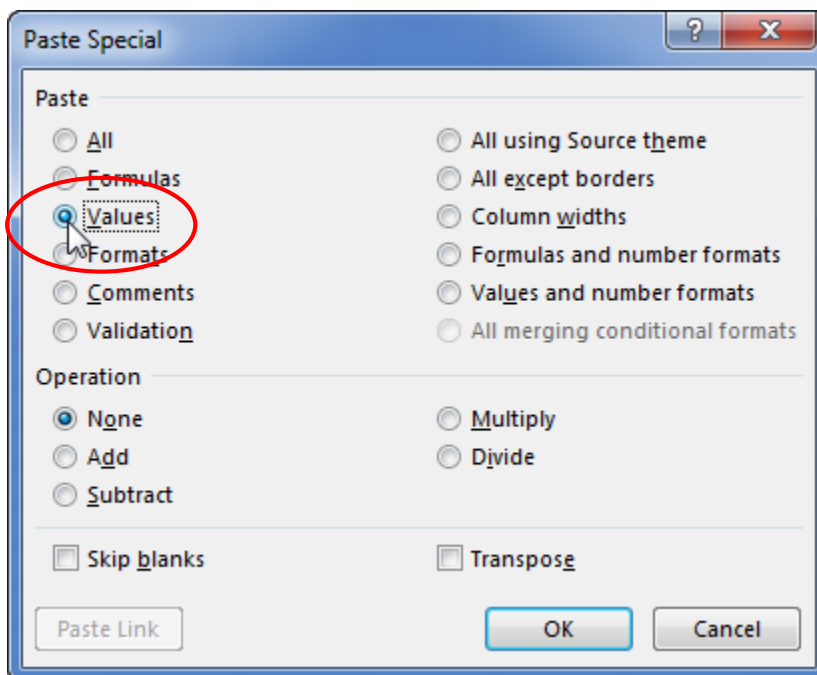 Paste Special
Paste
All
All using Source theme
Formulas
All except borders
Values
Column widths
Formats
Formulas and number formats
Comments
Values and number formats
Validation
All merging conditional formats
Operation
None
Multiply
Add
Divide
Subtract
Skip blanks
Transpose
Paste Link
OK
Cancel